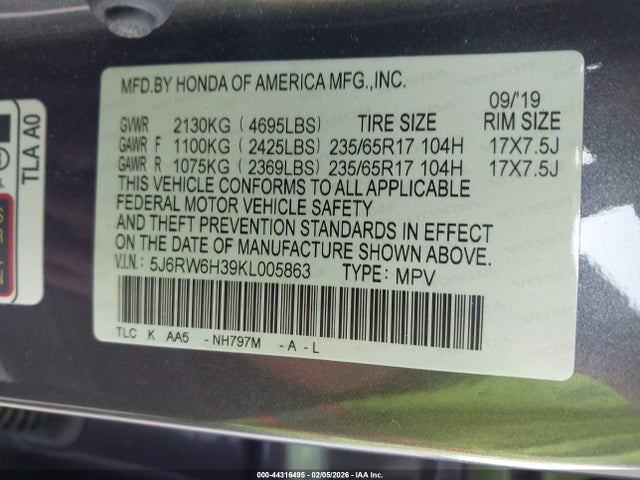 MFD.BY HONDA OF AMERICA MFG.,INC.
09/'19
GVWR 2130KG (4695LBS) TIRE SIZE RIM SIZE
GAWR F 1100KG (2425LBS) 235/65R17 104H 17X7.5J
GAWR R 1075KG (2369LBS) 235/65R17 104H 17X7.5J
THIS VEHICLE CONFORMS TO ALL APPLICABLE
FEDERAL MOTOR VEHICLE SAFETY
AND THEFT PREVENTION STANDARDS IN EFFECT
ON THE DATE OF MANUFACTURE SHOWN ABOVE.
V.I.N.: 5J6RW6H39KL005863 TYPE: MPV
TLC K AA5 - NH797M - A - L
TLA A0
000-44316495 - 02/05/2026 - IAA Inc.